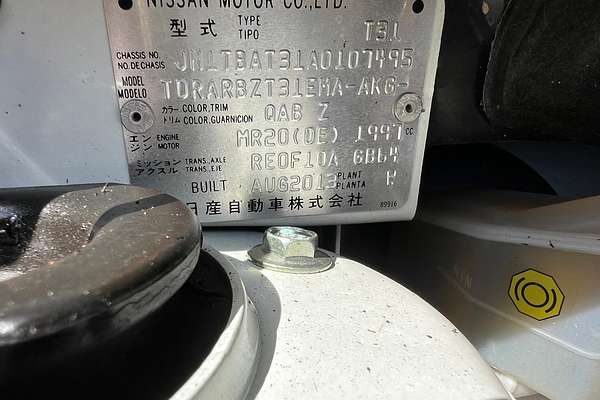 NISSAN MOTOR CO.,LTD.
型式 TYPE TIPO T31
CHASSIS NO. NO.DE CHASIS JN1TBAT31A0107495
MODEL MODELO TDRARBZT31EMA-AKG-
カラー COLOR,TRIM トリム COLOR,GUARNICION QAB Z
エンジン ENGINE MOTOR MR20(DE) 1997 CC
ミッション アクスル TRANS.,AXLE TRANS.,EJE RE0F10A GB64
BUILT AUG2013 PLANT PLANTA K
日産自動車株式会社 89916